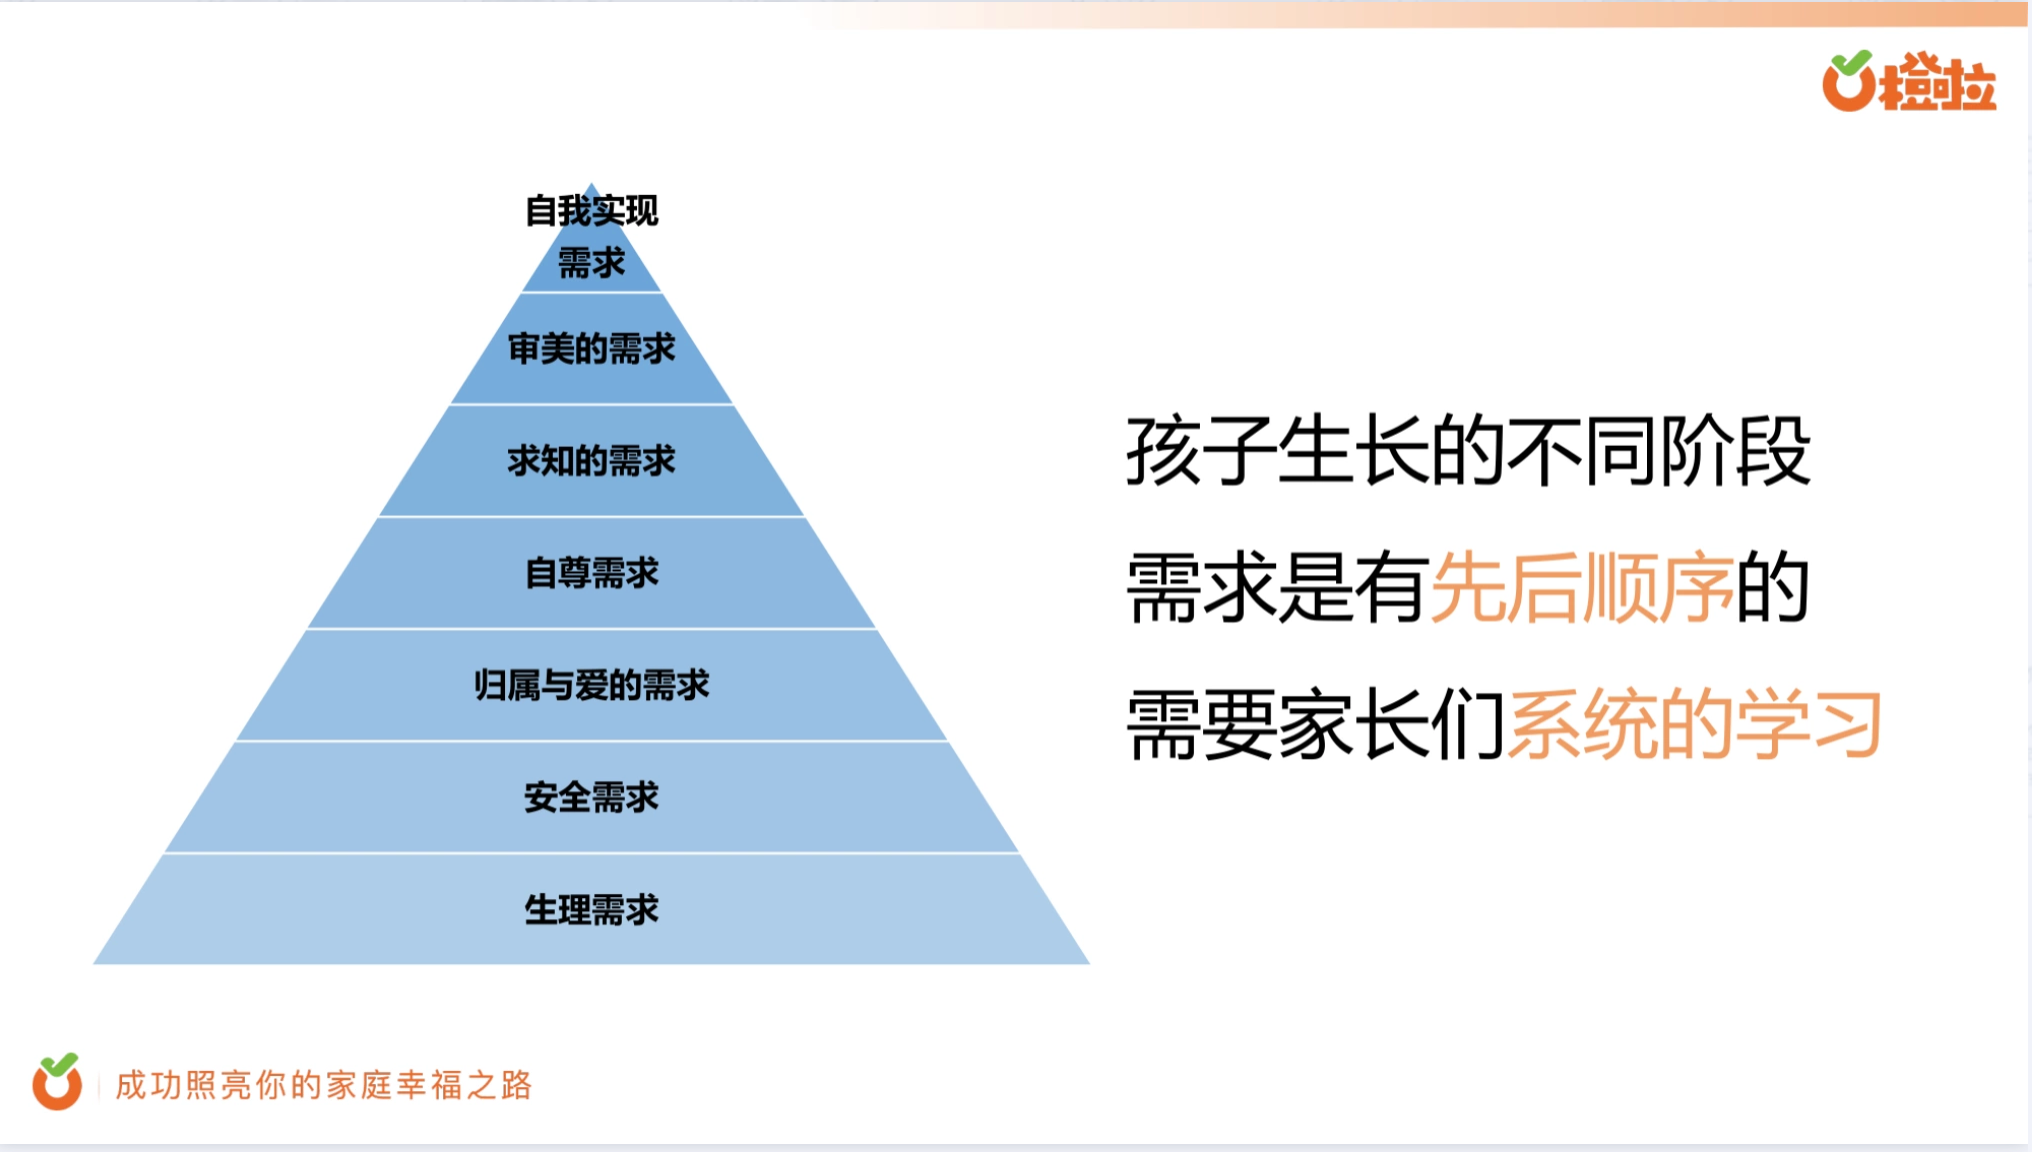 橙啦
自我实现
需求
审美的需求
求知的需求
自尊需求
归属与爱的需求
安全需求
生理需求
孩子生长的不同阶段
需求是有先后顺序的
需要家长们系统的学习
成功照亮你的家庭幸福之路